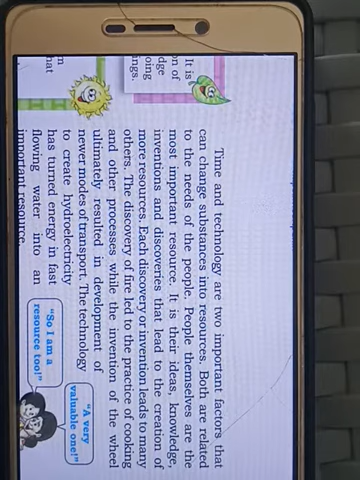 It is
on of
dge
oing
ngs.
Time and technology are two important factors that
can change substances into resources. Both are related
to the needs of the people. People themselves are the
most important resource. It is their ideas, knowledge,
inventions and discoveries that lead to the creation of
more resources. Each discovery or invention leads to many
others. The discovery of fire led to the practice of cooking
and other processes while the invention of the wheel
ultimately resulted in development of
newer modes of transport. The technology
to create hydroelectricity
has turned energy in fast
flowing water into an
important resource.
m
hat
"A very
valuable one!"
"So I am a
resource too!"